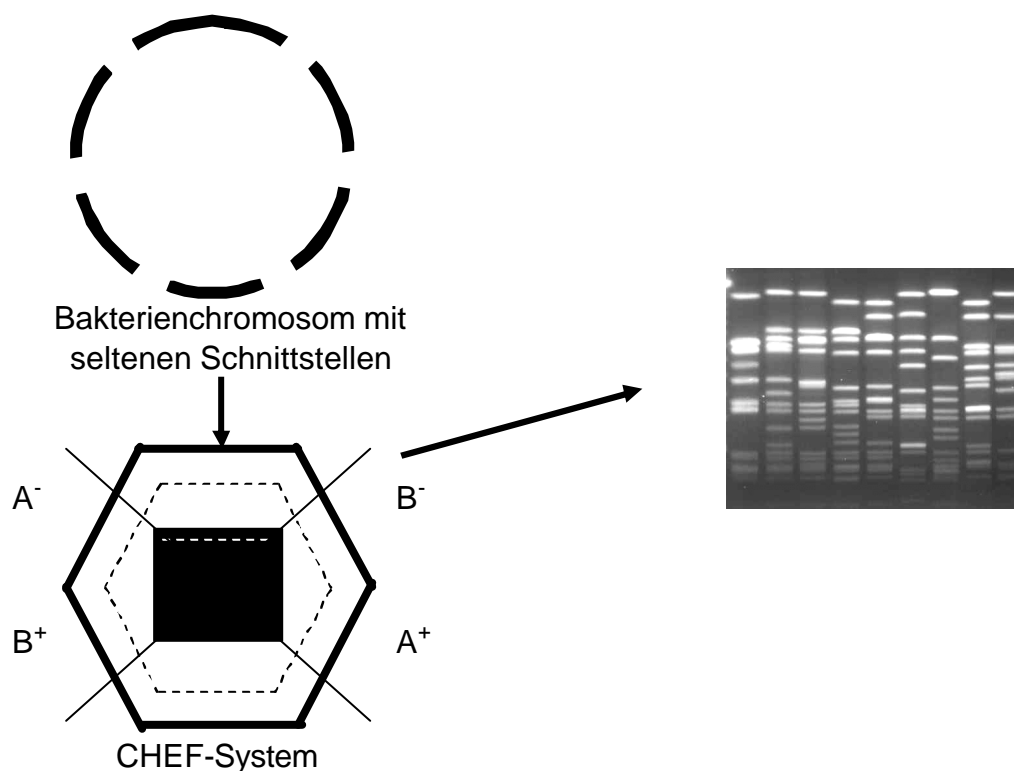 Bakterienchromosom mit
seltenen Schnittstellen
A⁻
B⁻
B⁺
A⁺
CHEF-System